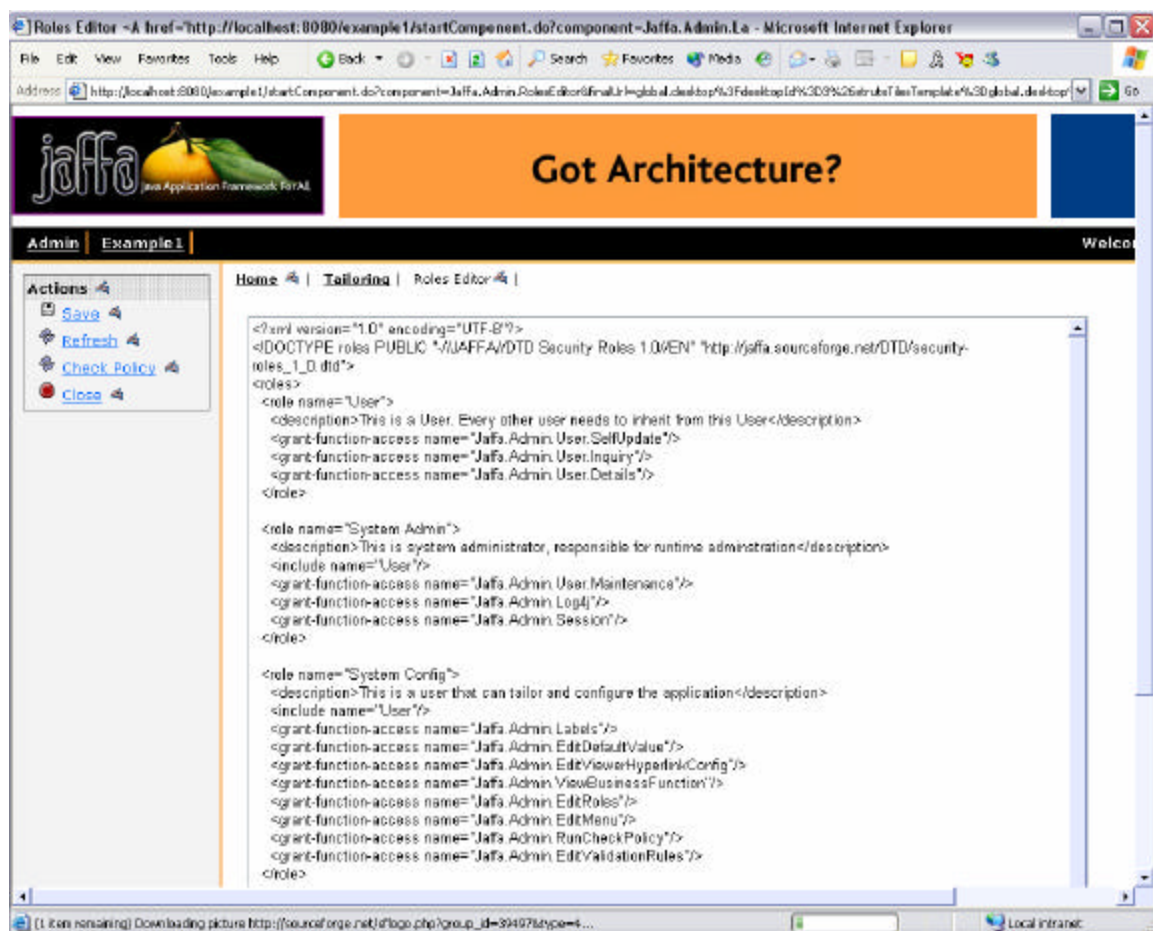 Roles Editor <A href="http://localhost:8080/example1/startComponent.do?component=Jaffa.Admin.La - Microsoft Internet Explorer
File Edit View Favorites Tools Help Back Search Favorites Media
Address http://localhost:8080/example1/startComponent.do?component=Jaffa.Admin.RolesEditor&finalUrl=global.desktop%3FdesktopId%3D3%26strutsTilesTemplate%3Dglobal.desktop Go
jaffa Java Application Framework For All
Got Architecture?
Admin Example1 Welco
Home | Tailoring | Roles Editor |
Actions
Save
Refresh
Check Policy
Close
<?xml version="1.0" encoding="UTF-8"?>
<!DOCTYPE roles PUBLIC "-//JAFFA//DTD Security Roles 1.0//EN" "http://jaffa.sourceforge.net/DTD/security-
roles_1_0.dtd">
<roles>
<role name="User">
<description>This is a User. Every other user needs to inherit from this User</description>
<grant-function-access name="Jaffa.Admin.User.SelfUpdate"/>
<grant-function-access name="Jaffa.Admin.User.Inquiry"/>
<grant-function-access name="Jaffa.Admin.User.Details"/>
</role>
<role name="System Admin">
<description>This is system administrator, responsible for runtime adminstration</description>
<include name="User"/>
<grant-function-access name="Jaffa.Admin.User.Maintenance"/>
<grant-function-access name="Jaffa.Admin.Log4j"/>
<grant-function-access name="Jaffa.Admin.Session"/>
</role>
<role name="System Config">
<description>This is a user that can tailor and configure the application</description>
<include name="User"/>
<grant-function-access name="Jaffa.Admin.Labels"/>
<grant-function-access name="Jaffa.Admin.EditDefaultValue"/>
<grant-function-access name="Jaffa.Admin.EditViewerHyperlinkConfig"/>
<grant-function-access name="Jaffa.Admin.ViewBusinessFunction"/>
<grant-function-access name="Jaffa.Admin.EditRoles"/>
<grant-function-access name="Jaffa.Admin.EditMenu"/>
<grant-function-access name="Jaffa.Admin.RunCheckPolicy"/>
<grant-function-access name="Jaffa.Admin.EditValidationRules"/>
</role>
(1 item remaining) Downloading picture http://sourceforge.net/sflogo.php?group_id=39497&type=4... Local intranet